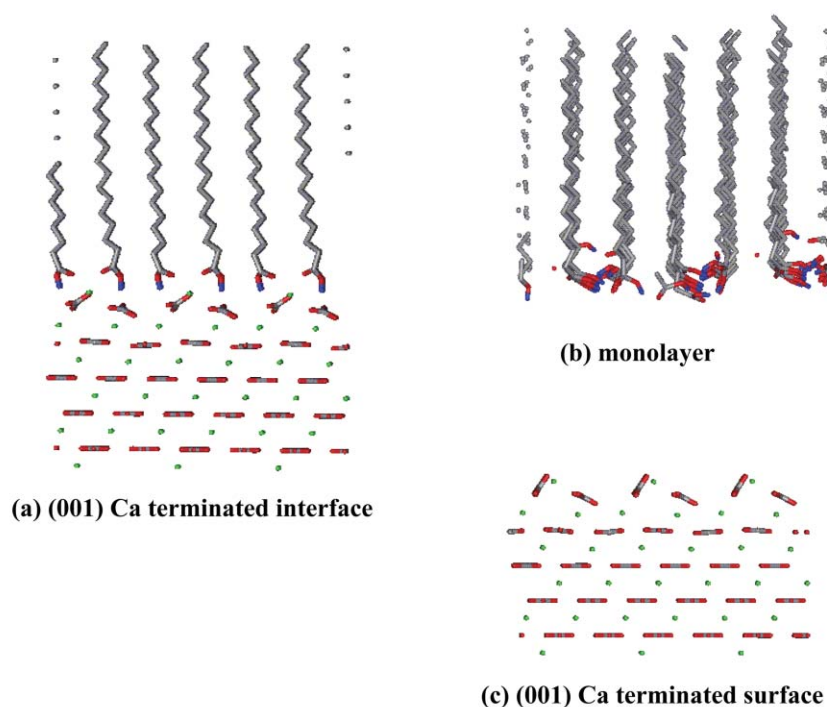 (b) monolayer
(a) (001) Ca terminated interface
(c) (001) Ca terminated surface